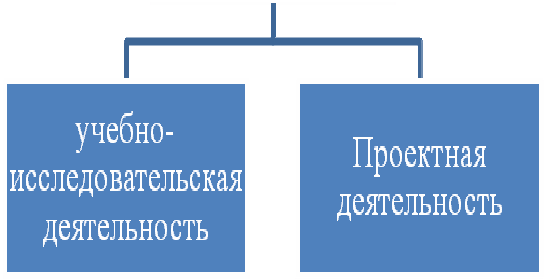 учебно-
исследовательская
деятельность
Проектная
деятельность